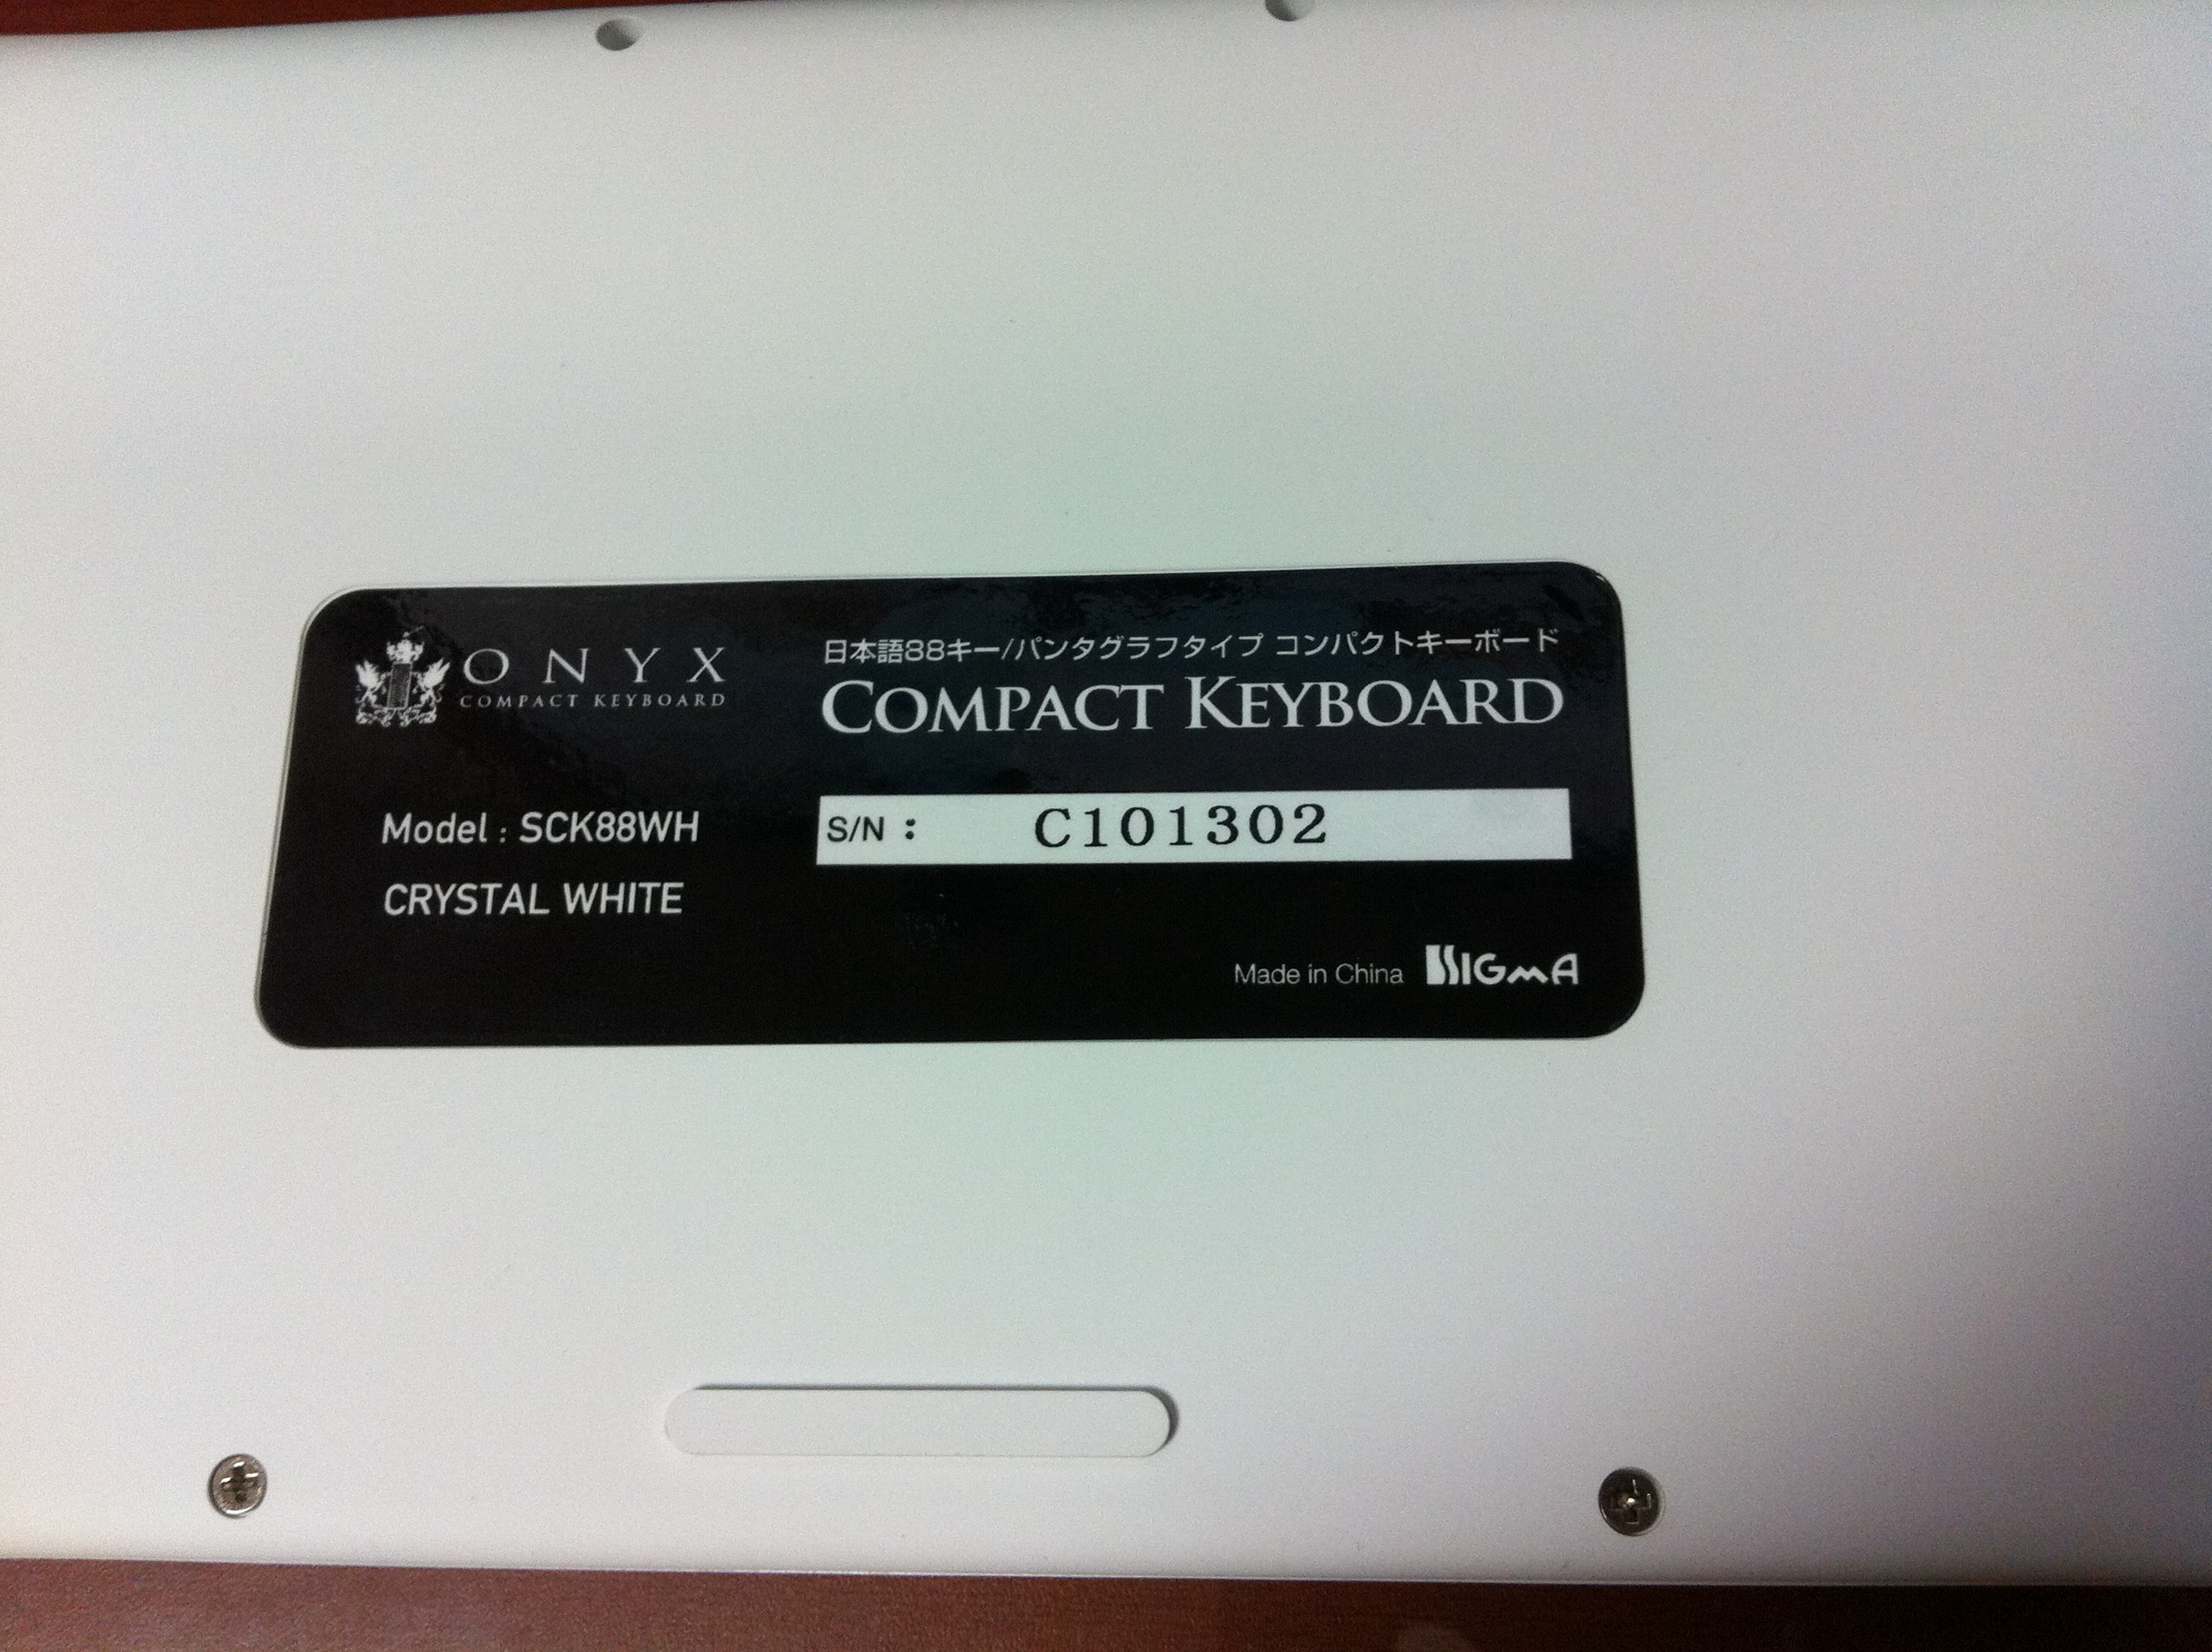 ONYX
COMPACT KEYBOARD
日本語88キー/パンタグラフタイプ コンパクトキーボード
COMPACT KEYBOARD
Model : SCK88WH
CRYSTAL WHITE
S/N : C101302
Made in China SIGMA